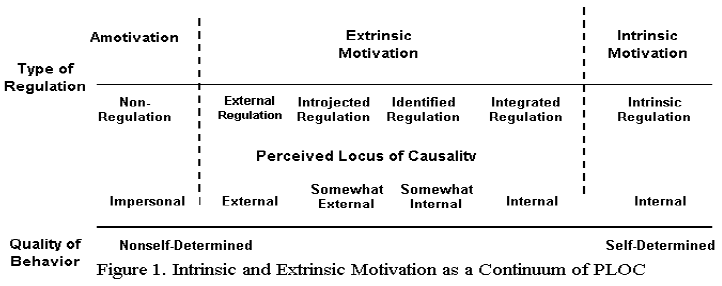 Amotivation Extrinsic Motivation Intrinsic Motivation
Type of Regulation
Non-Regulation External Regulation Introjected Regulation Identified Regulation Integrated Regulation Intrinsic Regulation
Perceived Locus of Causality
Impersonal External Somewhat External Somewhat Internal Internal Internal
Quality of Behavior Nonself-Determined Self-Determined
Figure 1. Intrinsic and Extrinsic Motivation as a Continuum of PLOC